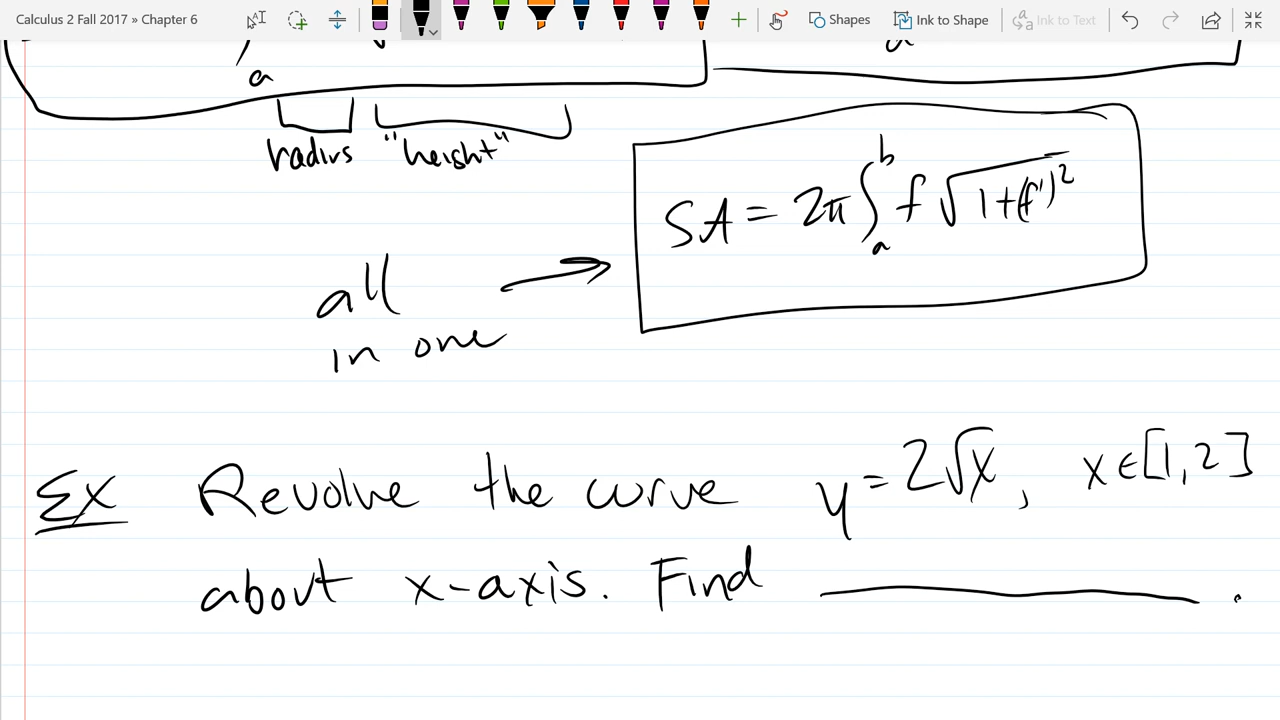 Calculus 2 Fall 2017 » Chapter 6
Shapes
Ink to Shape
Ink to Text
a
a
radius "height"
SA = 2π ∫_a^b f √(1+(f')²)
all
in one
Ex Revolve the curve y = 2√x, x∈[1,2]
about x-axis. Find ________.